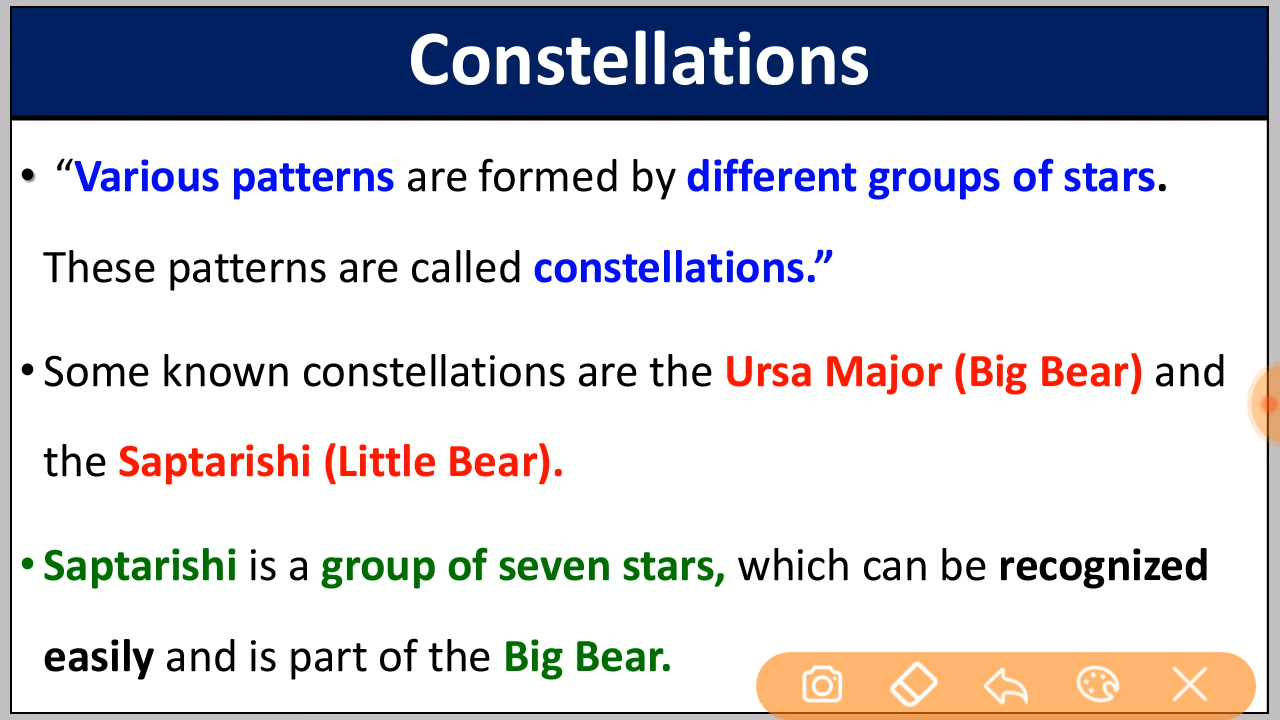 Constellations
• “Various patterns are formed by different groups of stars.
These patterns are called constellations.”
• Some known constellations are the Ursa Major (Big Bear) and
the Saptarishi (Little Bear).
• Saptarishi is a group of seven stars, which can be recognized
easily and is part of the Big Bear.